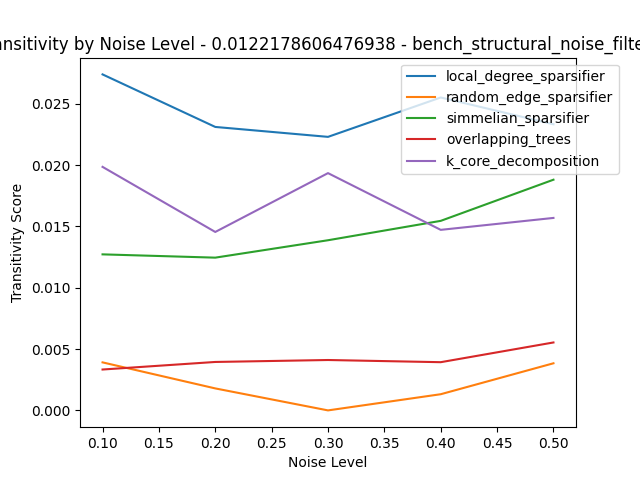 ansitivity by Noise Level - 0.0122178606476938 - bench_structural_noise_filte
local_degree_sparsifier
random_edge_sparsifier
simmelian_sparsifier
overlapping_trees
k_core_decomposition
Transitivity Score
0.025
0.020
0.015
0.010
0.005
0.000
0.10 0.15 0.20 0.25 0.30 0.35 0.40 0.45 0.50
Noise Level